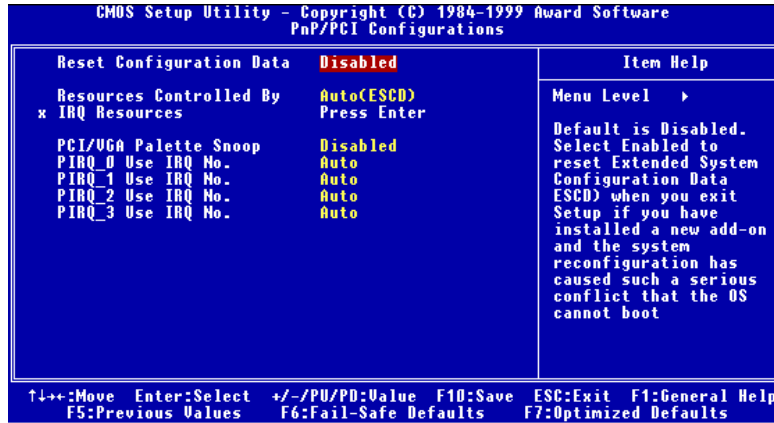 CMOS Setup Utility - Copyright (C) 1984-1999 Award Software
PnP/PCI Configurations
Reset Configuration Data Disabled
Resources Controlled By Auto(ESCD)
x IRQ Resources Press Enter
PCI/VGA Palette Snoop Disabled
PIRQ_0 Use IRQ No. Auto
PIRQ_1 Use IRQ No. Auto
PIRQ_2 Use IRQ No. Auto
PIRQ_3 Use IRQ No. Auto
Item Help
Menu Level ▸
Default is Disabled.
Select Enabled to
reset Extended System
Configuration Data
ESCD) when you exit
Setup if you have
installed a new add-on
and the system
reconfiguration has
caused such a serious
conflict that the OS
cannot boot
↑↓→←:Move Enter:Select +/-/PU/PD:Value F10:Save ESC:Exit F1:General Help
F5:Previous Values F6:Fail-Safe Defaults F7:Optimized Defaults